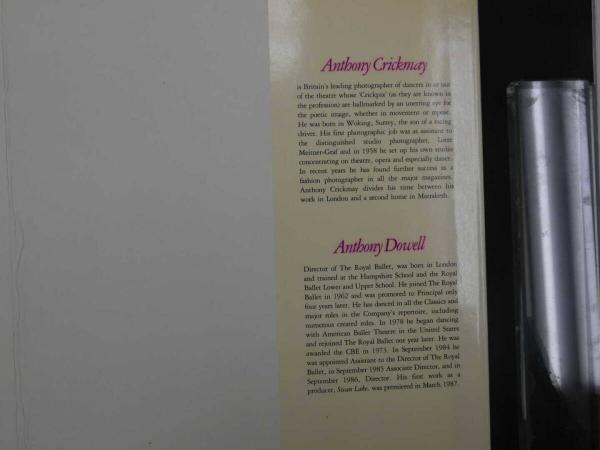 Anthony Crickmay
is Britain's leading photographer of dancers in or out
of the theatre whose 'Crickpix' (as they are known in
the profession) are hallmarked by an unerring eye for
the poetic image, whether in movement or repose.
He was born in Woking, Surrey, the son of a racing
driver. His first photographic job was as assistant to
the distinguished studio photographer, Lotte
Meitner-Graf and in 1958 he set up his own studio
concentrating on theatre, opera and especially dance.
In recent years he has found further success as a
fashion photographer in all the major magazines.
Anthony Crickmay divides his time between his
work in London and a second home in Marrakesh.
Anthony Dowell
Director of The Royal Ballet, was born in London
and trained at the Hampshire School and the Royal
Ballet Lower and Upper School. He joined The Royal
Ballet in 1962 and was promoted to Principal only
four years later. He has danced in all the Classics and
major roles in the Company's repertoire, including
numerous created roles. In 1978 he began dancing
with American Ballet Theatre in the United States
and rejoined The Royal Ballet one year later. He was
awarded the CBE in 1973. In September 1984 he
was appointed Assistant to the Director of The Royal
Ballet, in September 1985 Associate Director, and in
September 1986, Director. His first work as a
producer, Swan Lake, was premiered in March 1987.